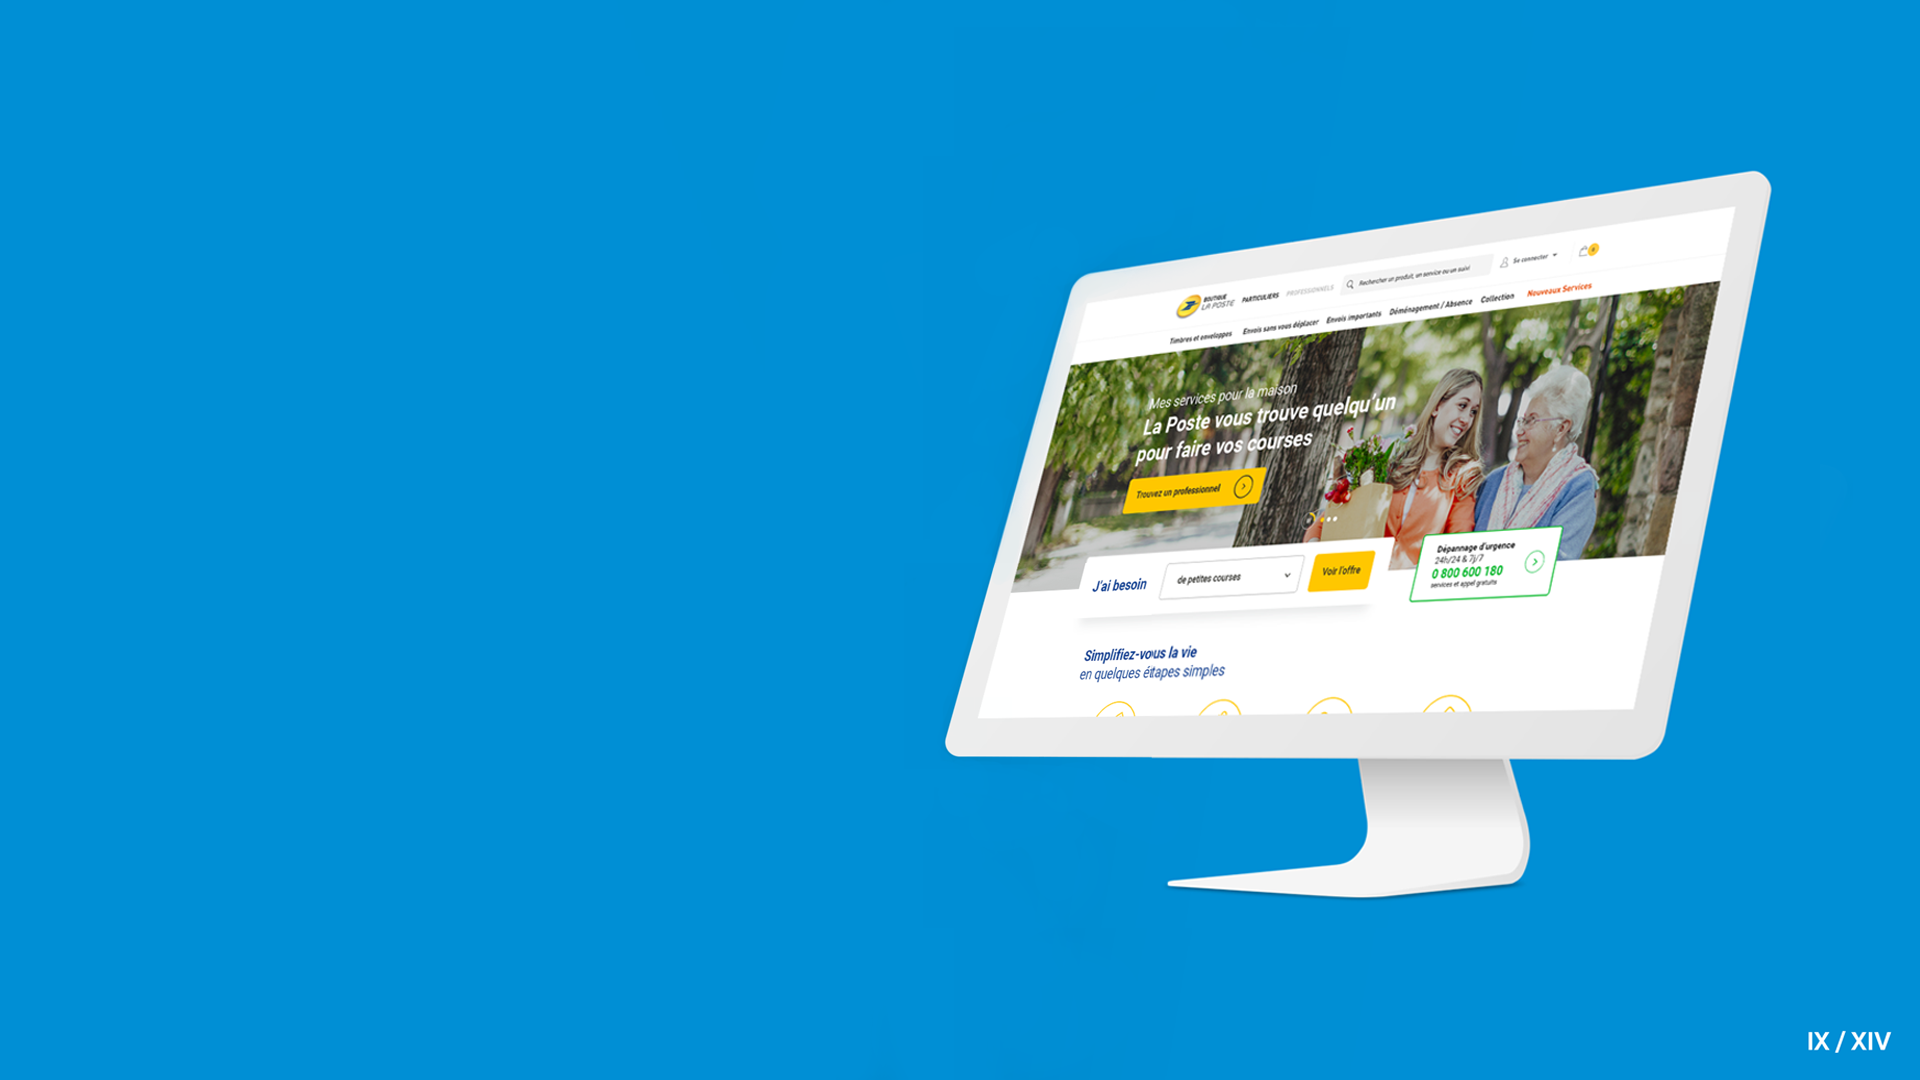 BOUTIQUE
LA POSTE
PARTICULIERS
PROFESSIONNELS
Rechercher un produit, un service ou un suivi
Se connecter
Timbres et enveloppes
Envois sans vous déplacer
Envois importants
Déménagement / Absence
Collection
Nouveaux Services
Mes services pour la maison
La Poste vous trouve quelqu'un
pour faire vos courses
Trouvez un professionnel
J'ai besoin
de petites courses
Voir l'offre
Dépannage d'urgence
24h/24 & 7j/7
0 800 600 180
services et appel gratuits
Simplifiez-vous la vie
en quelques étapes simples
IX / XIV